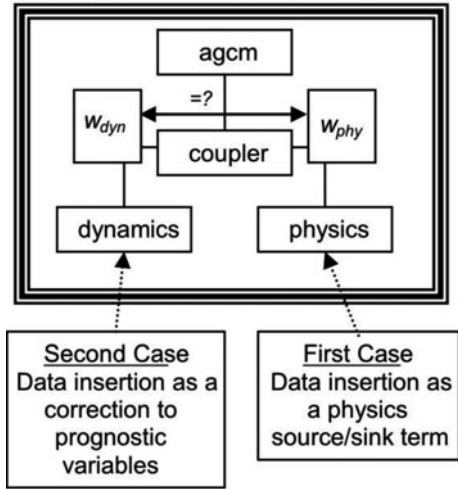 agcm
=?
w_dyn
w_phy
coupler
dynamics
physics
Second Case
Data insertion as a
correction to
prognostic
variables
First Case
Data insertion as
a physics
source/sink term